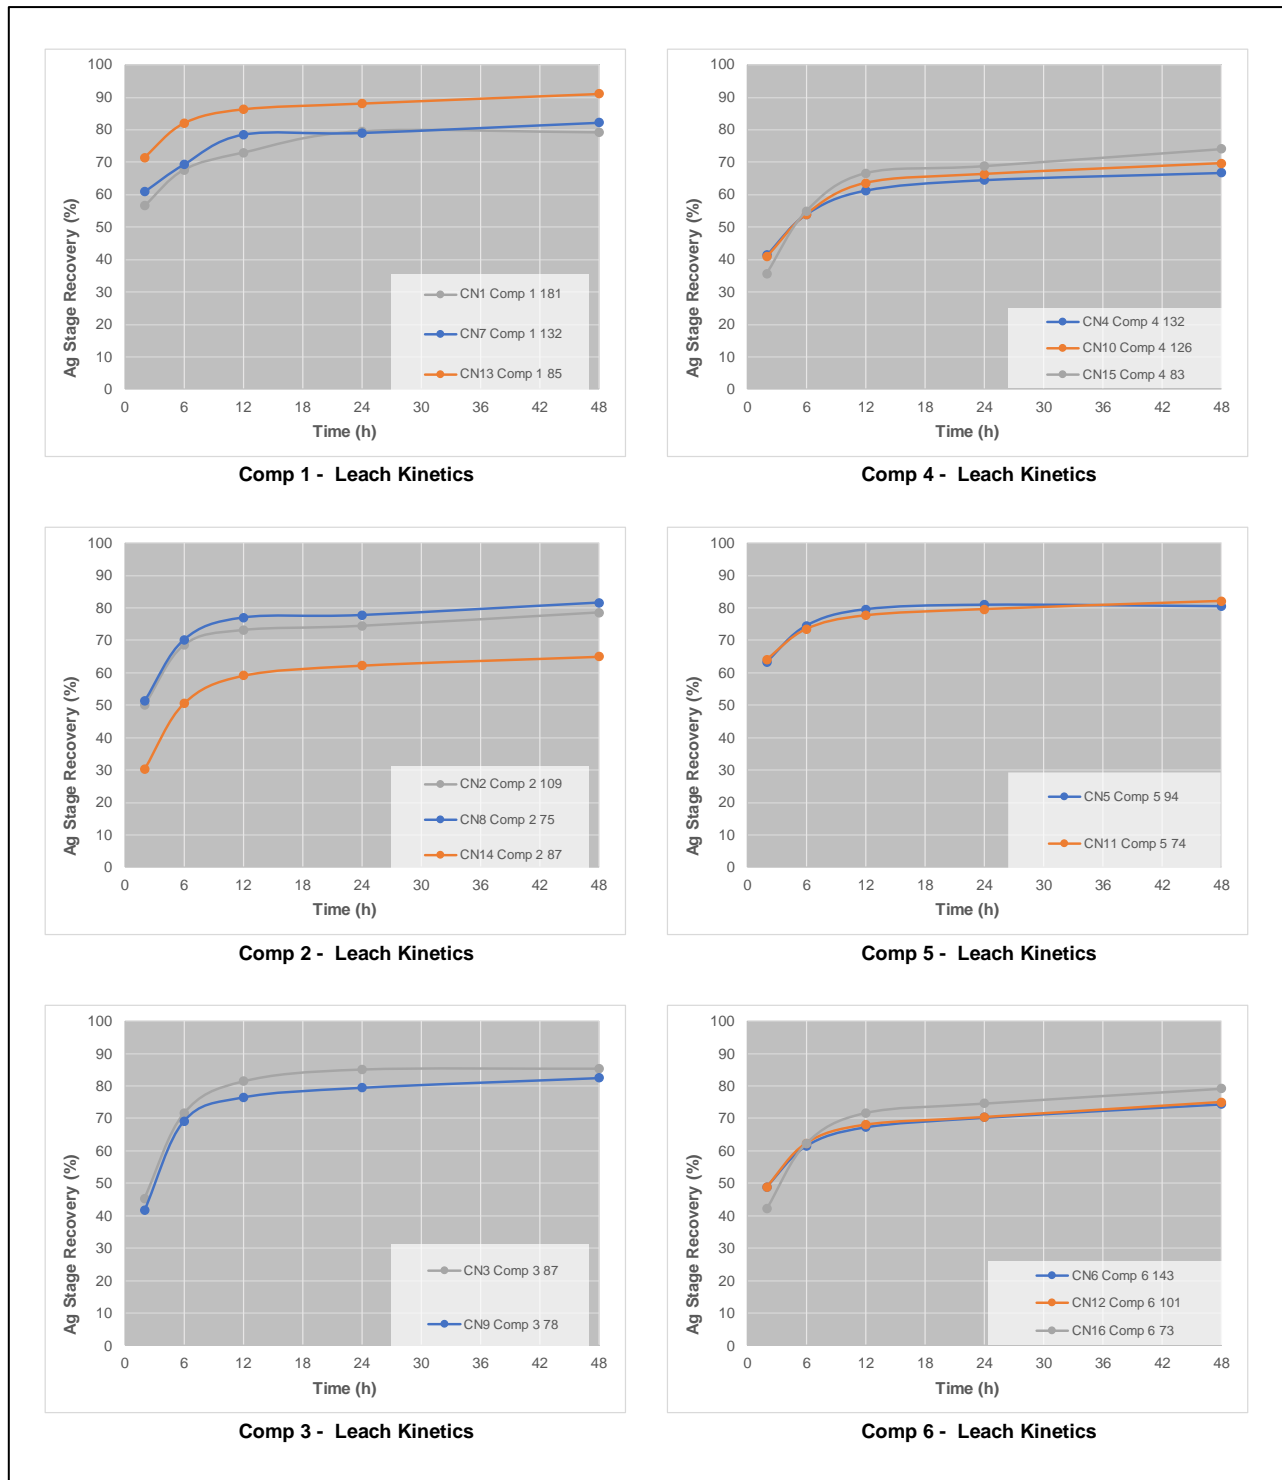 100
90
80
70
60
50
40
30
20
10
0
Ag Stage Recovery (%)
CN1 Comp 1 181
CN7 Comp 1 132
CN13 Comp 1 85
0 6 12 18 24 30 36 42 48
Time (h)
Comp 1 - Leach Kinetics
100
90
80
70
60
50
40
30
20
10
0
Ag Stage Recovery (%)
CN4 Comp 4 132
CN10 Comp 4 126
CN15 Comp 4 83
0 6 12 18 24 30 36 42 48
Time (h)
Comp 4 - Leach Kinetics
100
90
80
70
60
50
40
30
20
10
0
Ag Stage Recovery (%)
CN2 Comp 2 109
CN8 Comp 2 75
CN14 Comp 2 87
0 6 12 18 24 30 36 42 48
Time (h)
Comp 2 - Leach Kinetics
100
90
80
70
60
50
40
30
20
10
0
Ag Stage Recovery (%)
CN5 Comp 5 94
CN11 Comp 5 74
0 6 12 18 24 30 36 42 48
Time (h)
Comp 5 - Leach Kinetics
100
90
80
70
60
50
40
30
20
10
0
Ag Stage Recovery (%)
CN3 Comp 3 87
CN9 Comp 3 78
0 6 12 18 24 30 36 42 48
Time (h)
Comp 3 - Leach Kinetics
100
90
80
70
60
50
40
30
20
10
0
Ag Stage Recovery (%)
CN6 Comp 6 143
CN12 Comp 6 101
CN16 Comp 6 73
0 6 12 18 24 30 36 42 48
Time (h)
Comp 6 - Leach Kinetics